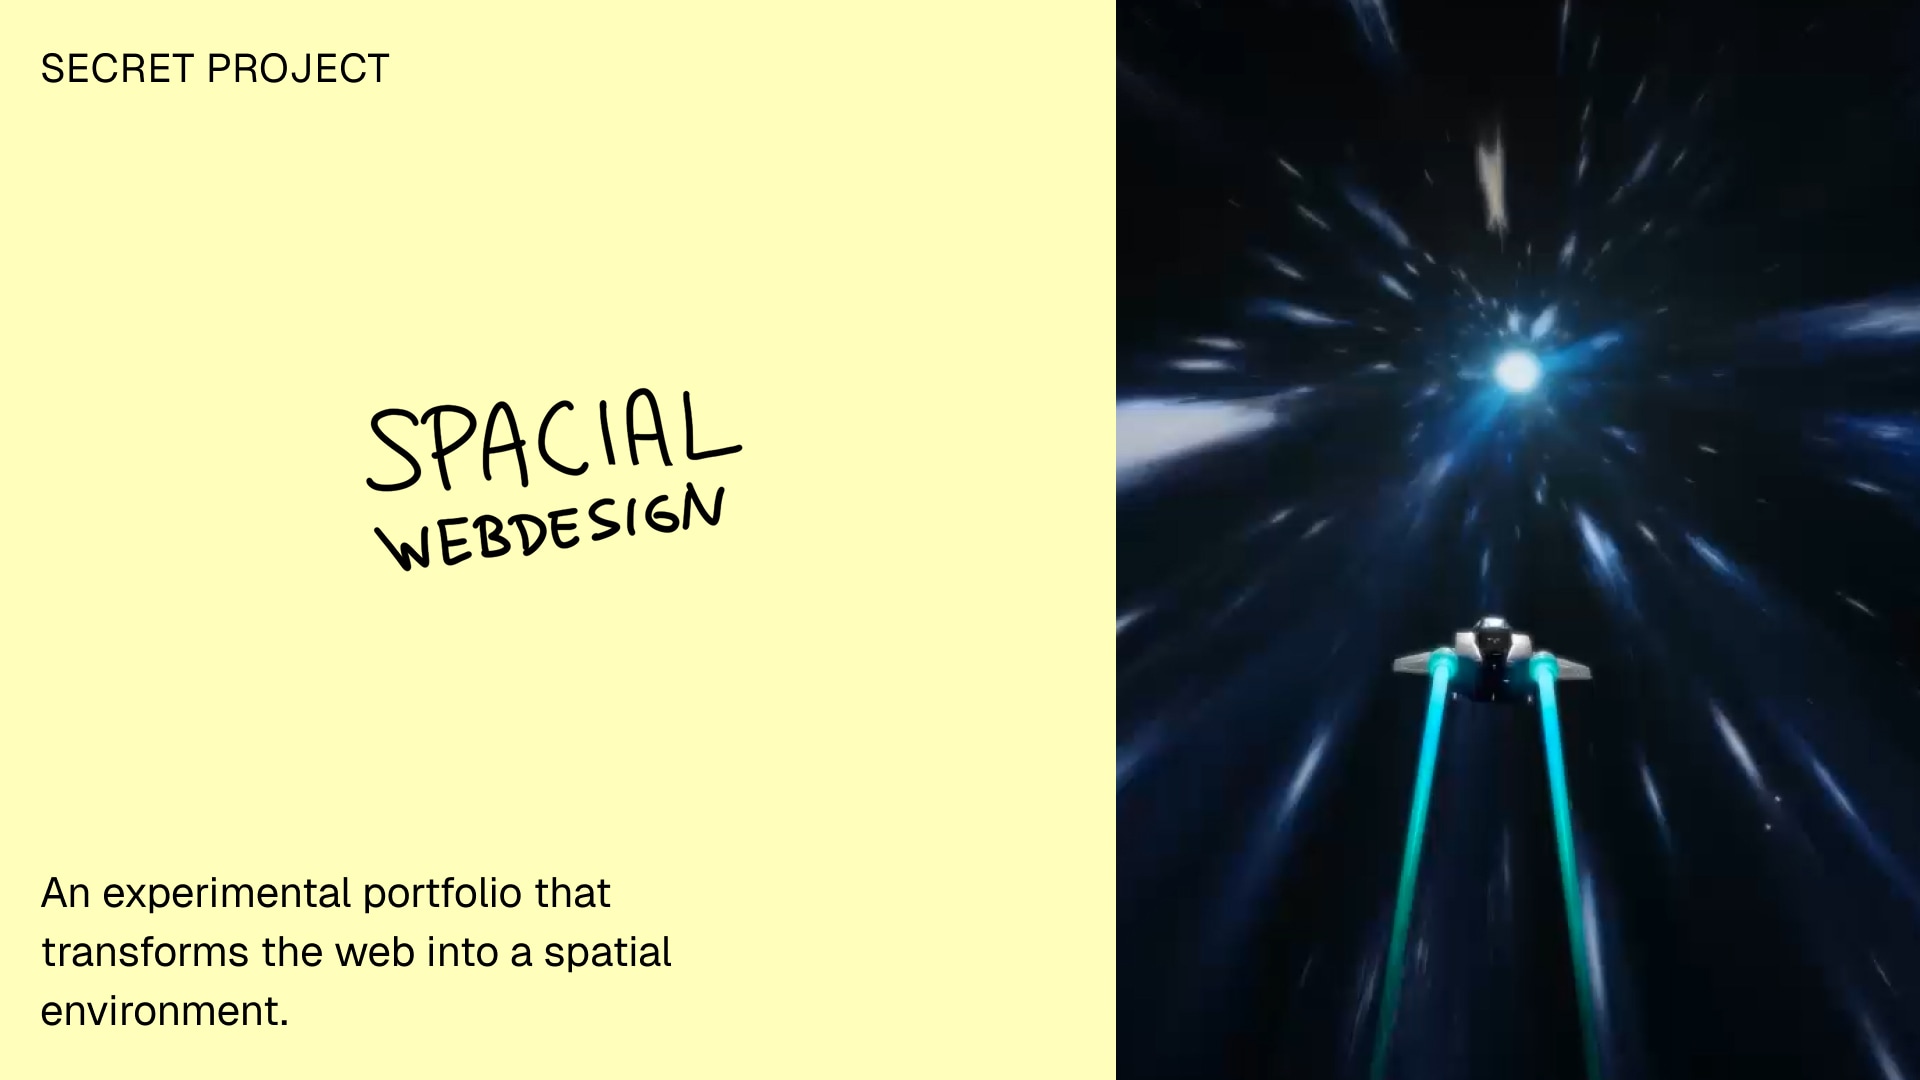 SECRET PROJECT
SPACIAL
WEBDESIGN
An experimental portfolio that
transforms the web into a spatial
environment.